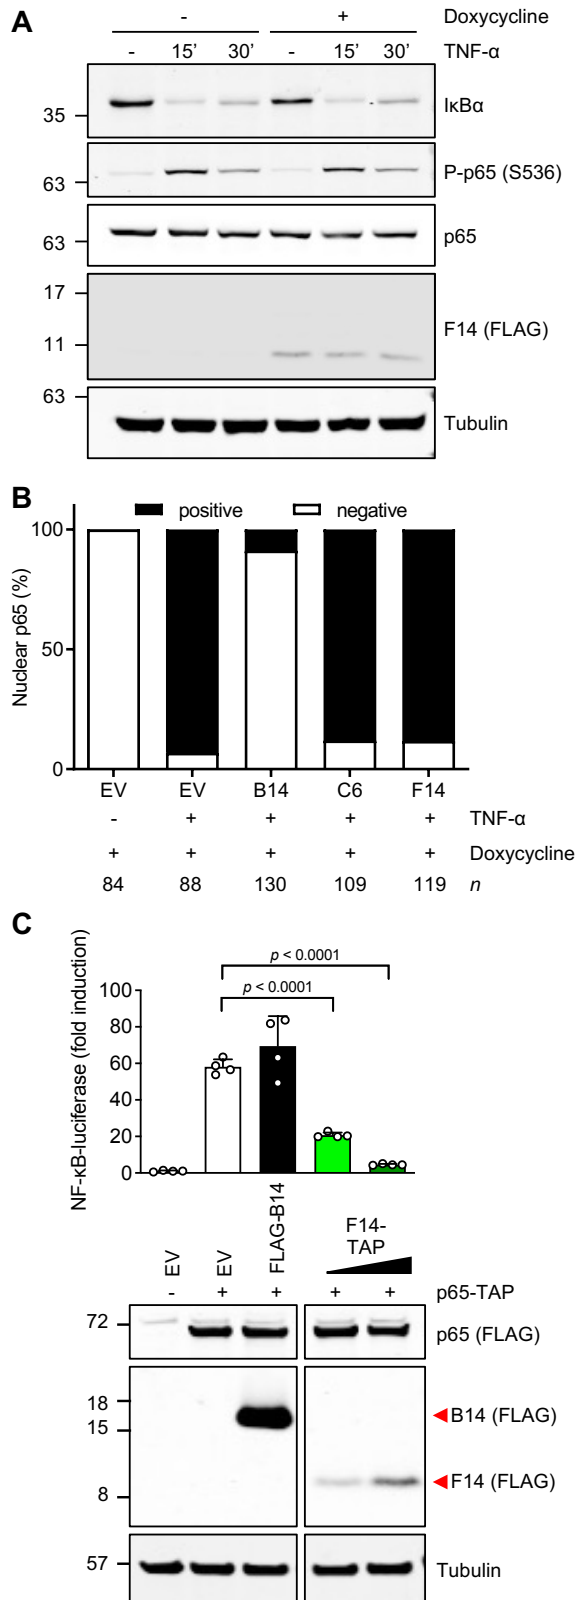 A
- + Doxycycline
- 15’ 30’ - 15’ 30’ TNF-α
35 IκBα
63 P-p65 (S536)
63 p65
17
11 F14 (FLAG)
63
Tubulin
B
positive negative
Nuclear p65 (%)
100
50
0
EV EV B14 C6 F14
- + + + + TNF-α
+ + + + + Doxycycline
84 88 130 109 119 n
C
NF-κB-luciferase (fold induction)
p < 0.0001
p < 0.0001
100
80
60
40
20
0
EV EV FLAG-B14 F14-
TAP
- + + + + p65-TAP
72 p65 (FLAG)
18
15 B14 (FLAG)
8 F14 (FLAG)
57 Tubulin